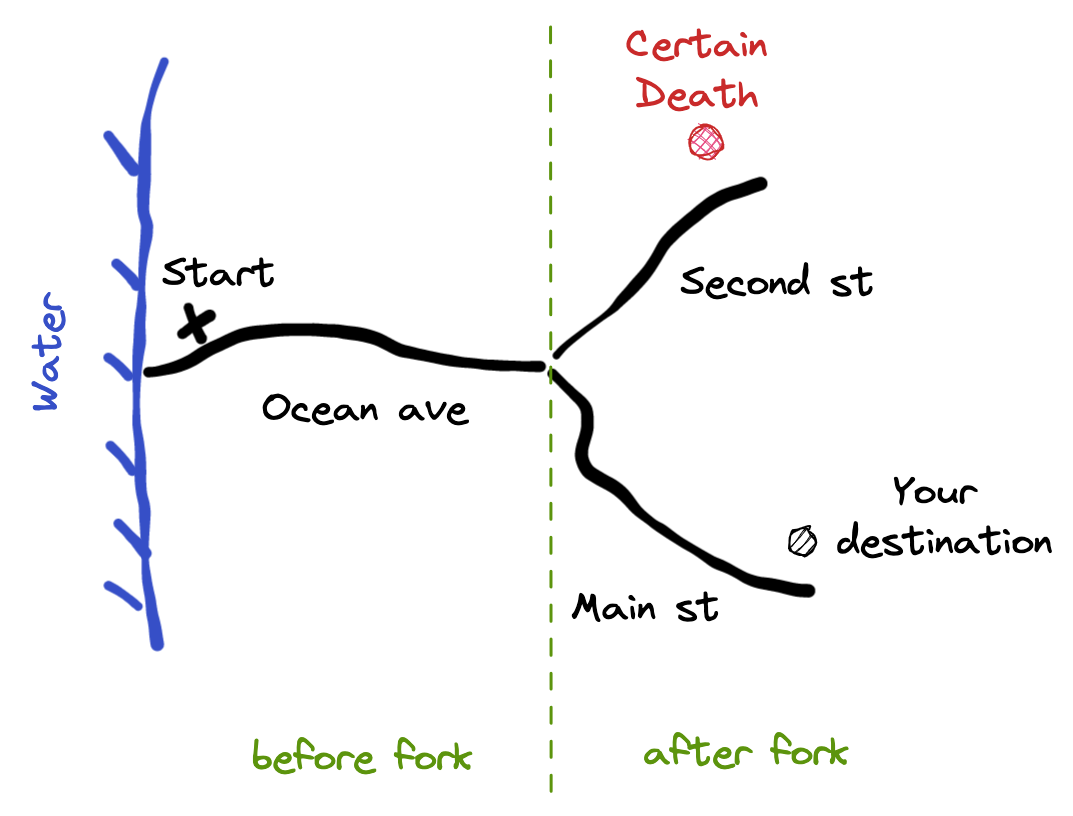 Certain
Death
Start
Second st
Water
Ocean ave
Your
destination
Main st
before fork
after fork